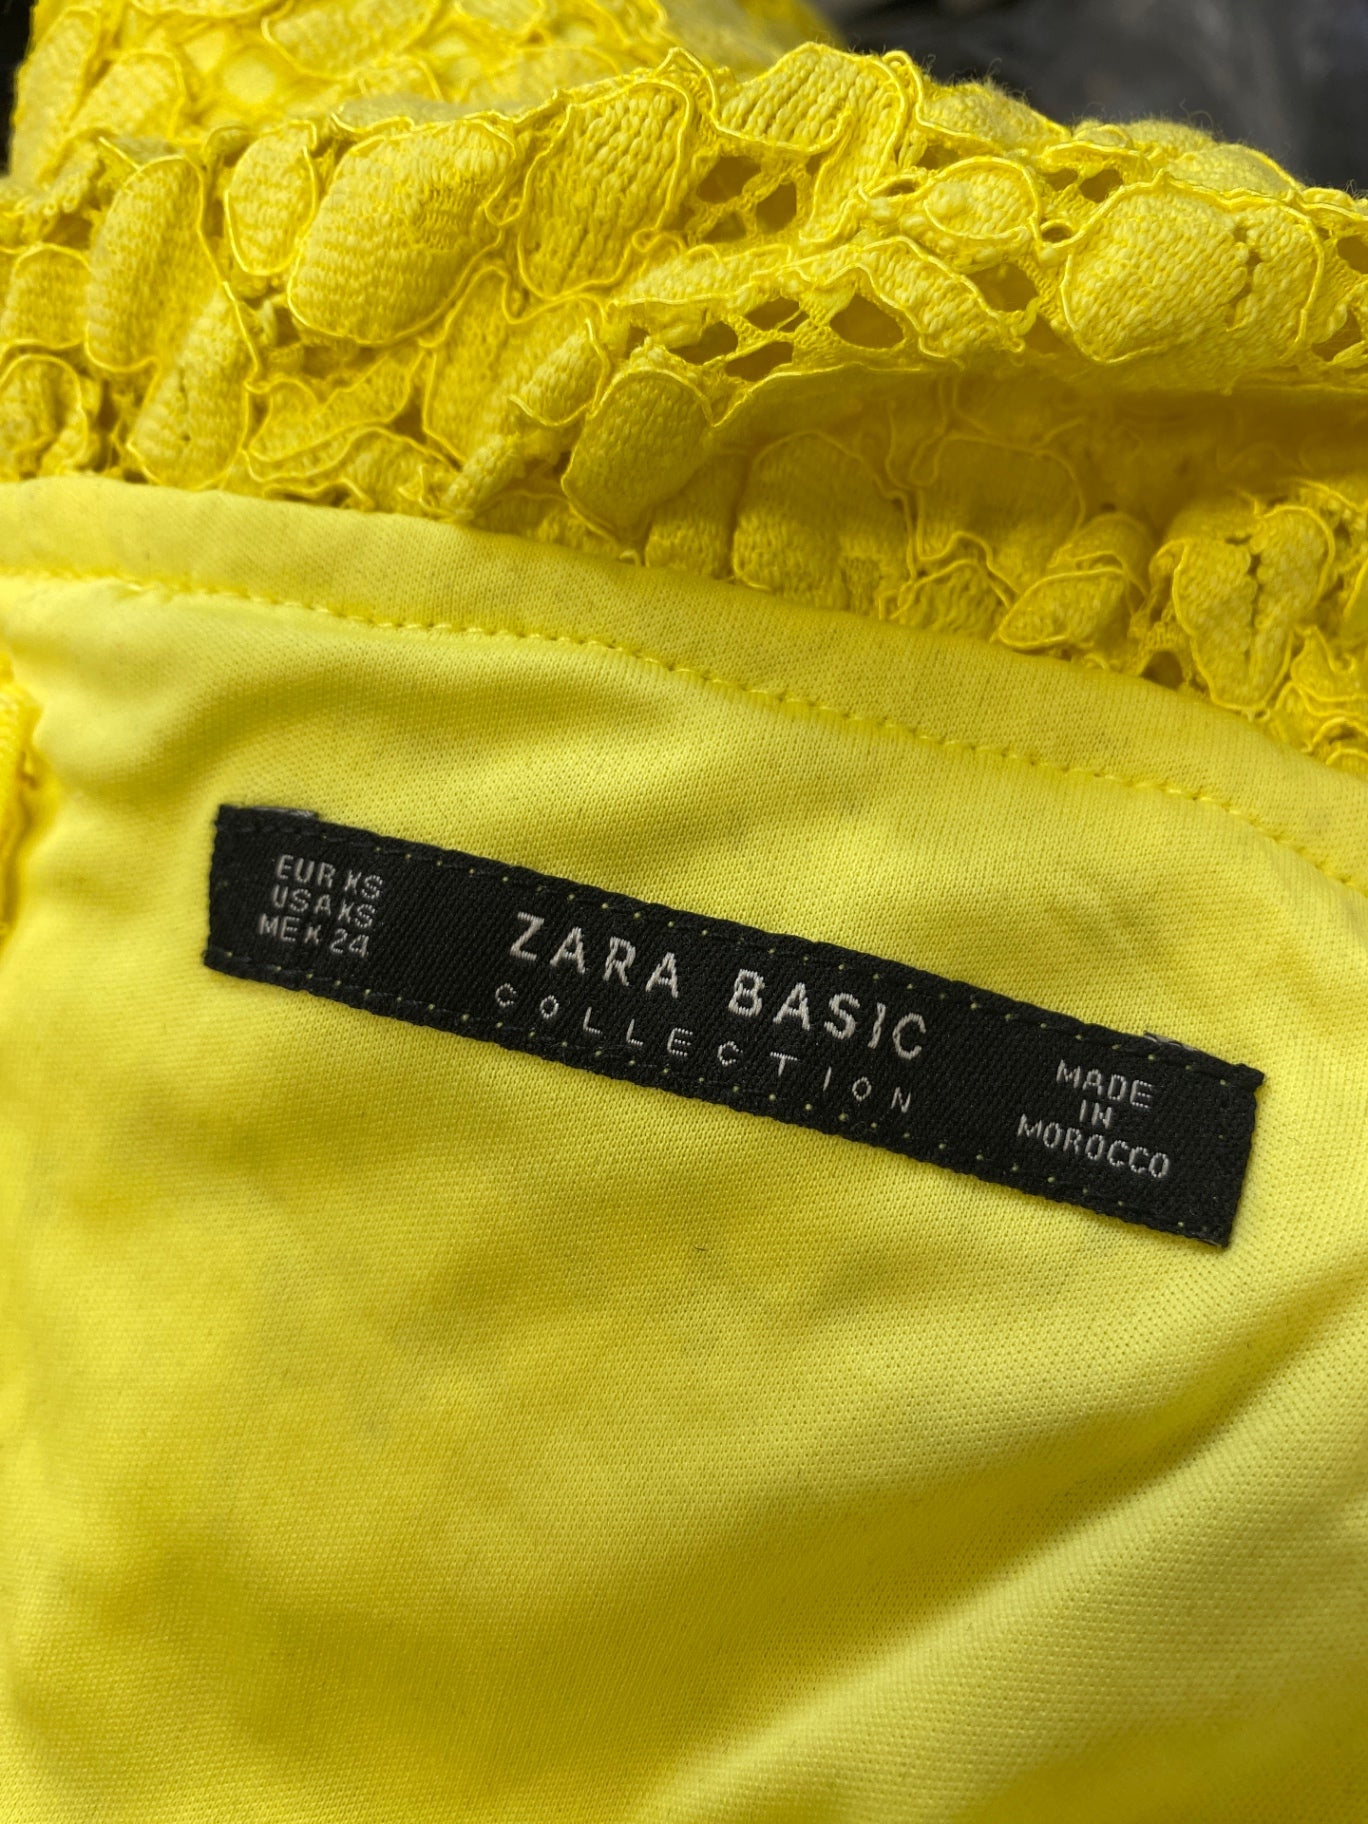 EUR XS
USA XS
MEX 24
ZARA BASIC
COLLECTION
MADE
IN
MOROCCO